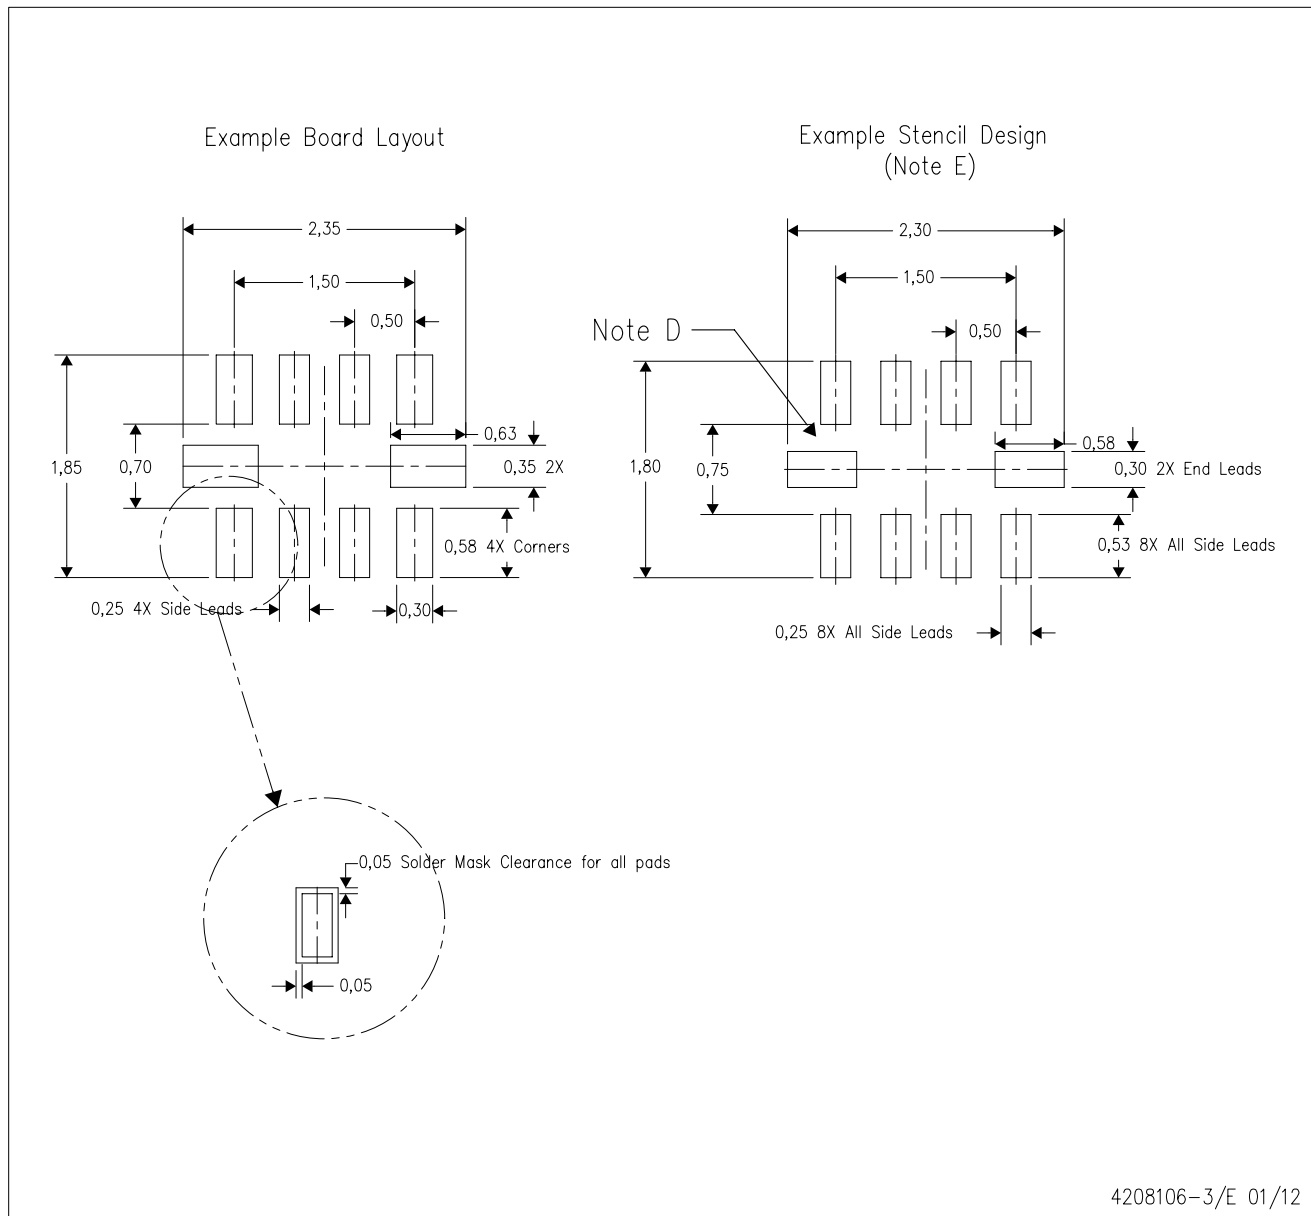 Example Board Layout
2,35
1,50
0,50
1,85
0,70
0,63
0,35 2X
0,58 4X Corners
0,25 4X Side Leads
0,30
0,05 Solder Mask Clearance for all pads
0,05
Example Stencil Design
(Note E)
2,30
1,50
Note D
0,50
1,80
0,75
0,58
0,30 2X End Leads
0,53 8X All Side Leads
0,25 8X All Side Leads
4208106-3/E 01/12